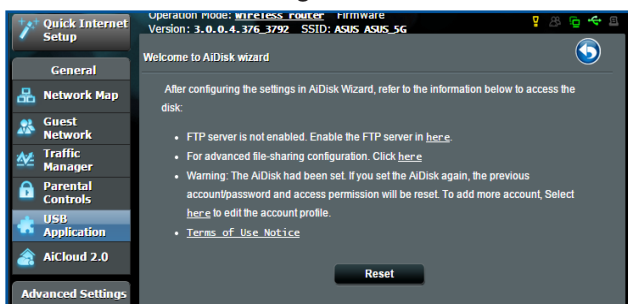 Quick Internet
Setup
General
Network Map
Guest
Network
Traffic
Manager
Parental
Controls
USB
Application
AiCloud 2.0
Advanced Settings
Operation Mode: Wireless router Firmware
Version: 3.0.0.4.376_3792 SSID: ASUS ASUS_5G
Welcome to AiDisk wizard
After configuring the settings in AiDisk Wizard, refer to the information below to access the
disk:
• FTP server is not enabled. Enable the FTP server in here.
• For advanced file-sharing configuration. Click here
• Warning: The AiDisk had been set. If you set the AiDisk again, the previous
account/password and access permission will be reset. To add more account, Select
here to edit the account profile.
• Terms of Use Notice
Reset